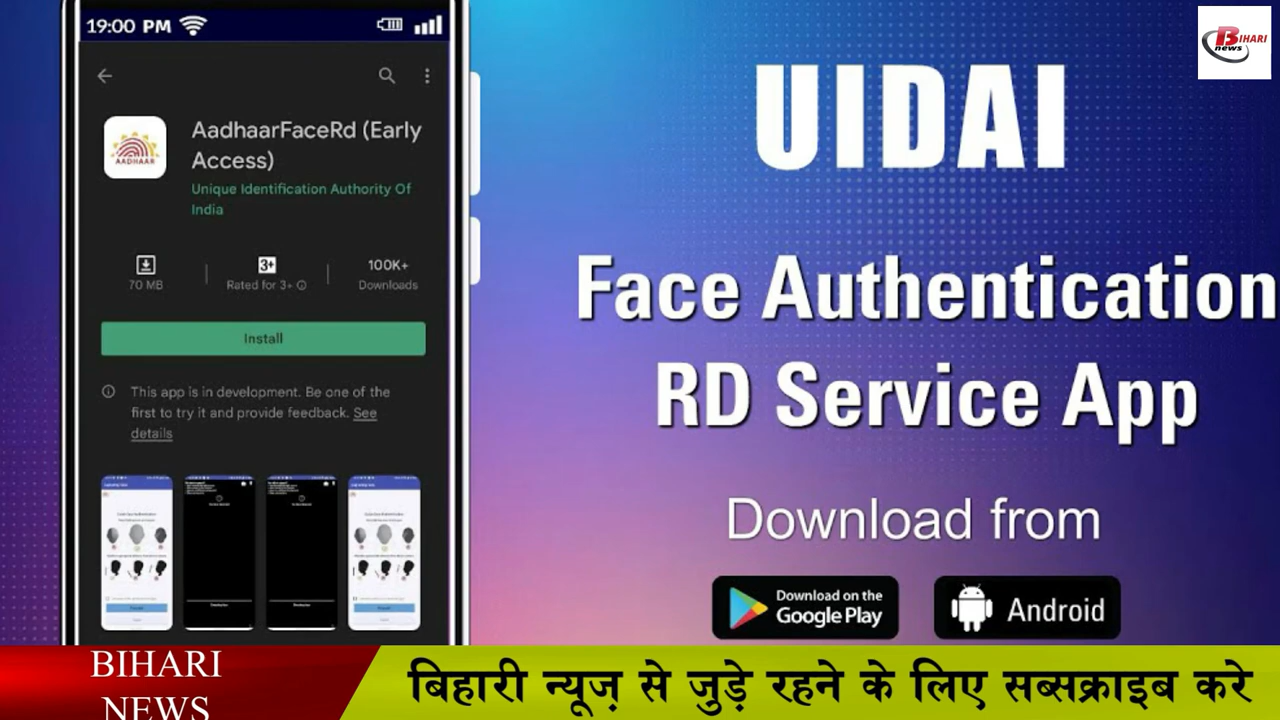 19:00 PM
BIHARI
news
UIDAI
AADHAAR
AadhaarFaceRd (Early
Access)
Unique Identification Authority Of
India
3+
100K+
70 MB
Rated for 3+
Downloads
Install
This app is in development. Be one of the
first to try it and provide feedback. See
details
Face Authentication
RD Service App
Download from
Download on the
Google Play
Android
BIHARI
NEWS
बिहारी न्यूज़ से जुड़े रहने के लिए सब्सक्राइब करे